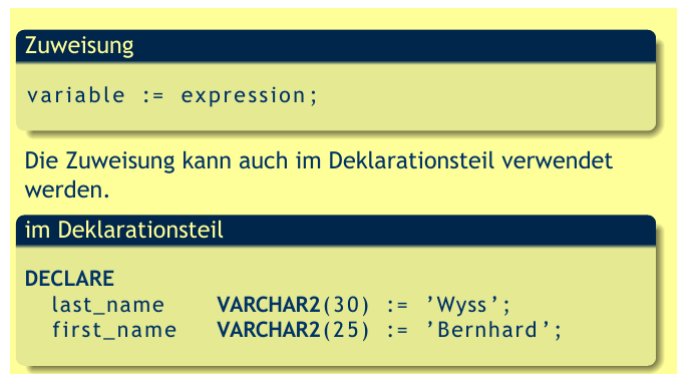 Zuweisung
variable := expression;
Die Zuweisung kann auch im Deklarationsteil verwendet
werden.
im Deklarationsteil
DECLARE
last_name VARCHAR2(30) := ’Wyss’;
first_name VARCHAR2(25) := ’Bernhard’;